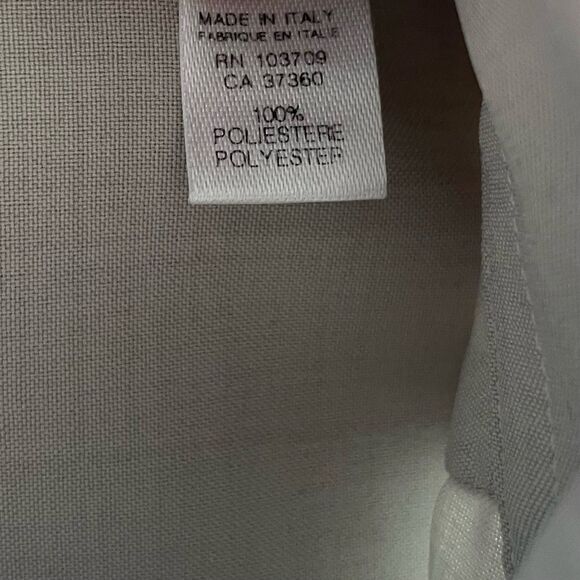 MADE IN ITALY
FABRIQUE EN ITALIE
RN 103709
CA 37360
100%
POLIESTERE
POLYESTER